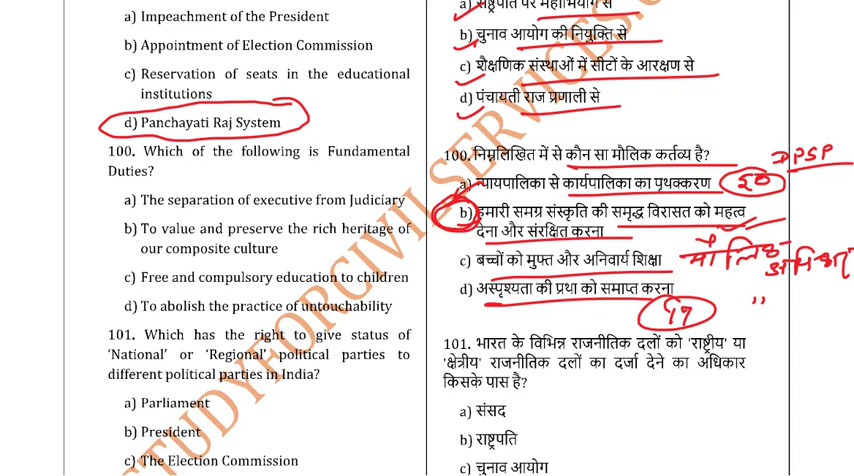 a) Impeachment of the President
b) Appointment of Election Commission
c) Reservation of seats in the educational
institutions
d) Panchayati Raj System
100. Which of the following is Fundamental
Duties?
a) The separation of executive from Judiciary
b) To value and preserve the rich heritage of
our composite culture
c) Free and compulsory education to children
d) To abolish the practice of untouchability
101. Which has the right to give status of
‘National’ or ‘Regional’ political parties to
different political parties in India?
a) Parliament
b) President
c) The Election Commission
a) राष्ट्रपति पर महाभियोग से
b) चुनाव आयोग की नियुक्ति से
c) शैक्षणिक संस्थाओं में सीटों के आरक्षण से
d) पंचायती राज प्रणाली से
100. निम्नलिखित में से कौन सा मौलिक कर्तव्य है?
DPSP
a) न्यायपालिका से कार्यपालिका का पृथक्करण
50
b) हमारी समग्र संस्कृति की समृद्ध विरासत को महत्व
देना और संरक्षित करना
c) बच्चों को मुफ्त और अनिवार्य शिक्षा
मौलिक
d) अस्पृश्यता की प्रथा को समाप्त करना
17
"
101. भारत के विभिन्न राजनीतिक दलों को 'राष्ट्रीय' या
'क्षेत्रीय' राजनीतिक दलों का दर्जा देने का अधिकार
किसके पास है?
a) संसद
b) राष्ट्रपति
c) चुनाव आयोग
STUDYFORCIVILSERVICES.COM